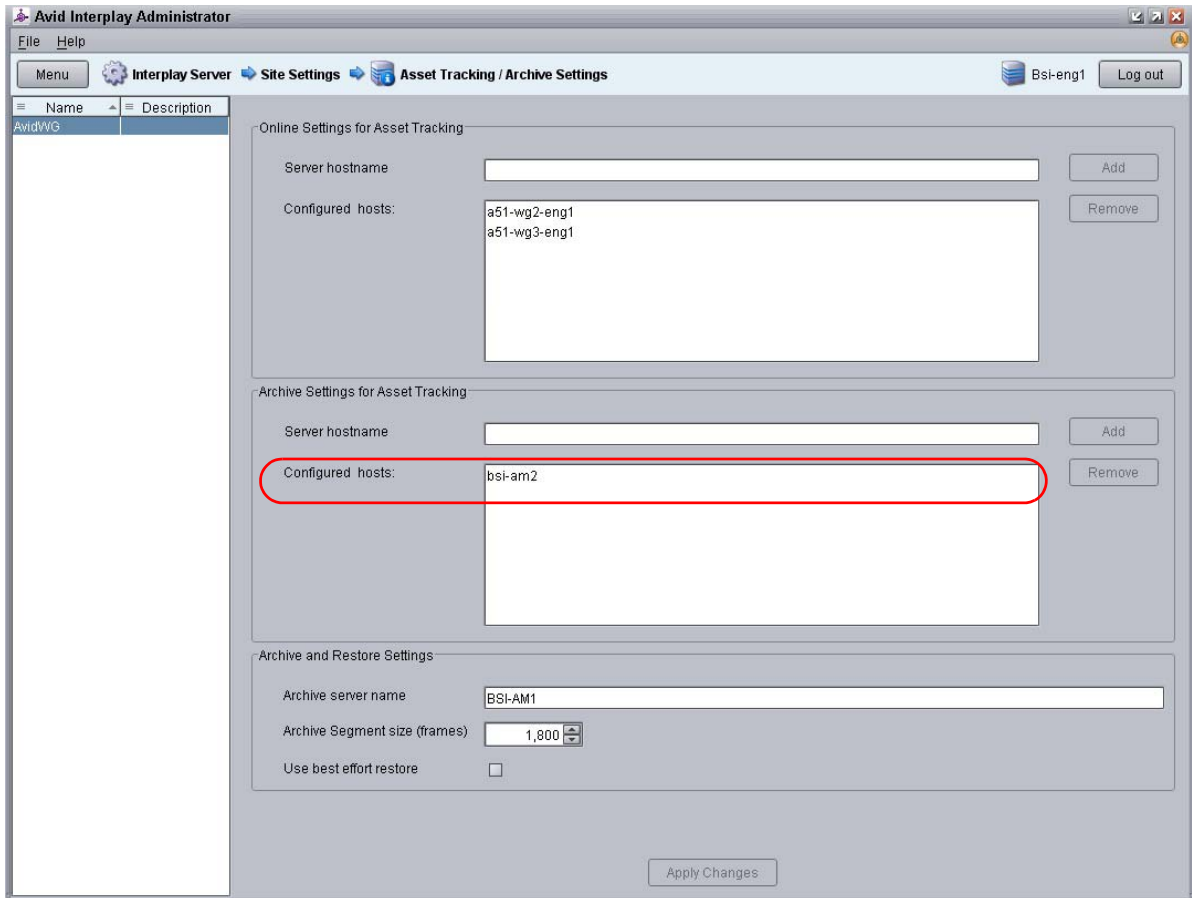 Avid Interplay Administrator
File Help
Menu Interplay Server Site Settings Asset Tracking / Archive Settings Bsi-eng1 Log out
Name Description
AvidWG
Online Settings for Asset Tracking
Server hostname Add
Configured hosts: Remove
a51-wg2-eng1
a51-wg3-eng1
Archive Settings for Asset Tracking
Server hostname Add
Configured hosts: bsi-am2 Remove
Archive and Restore Settings
Archive server name BSI-AM1
Archive Segment size (frames) 1,800
Use best effort restore
Apply Changes